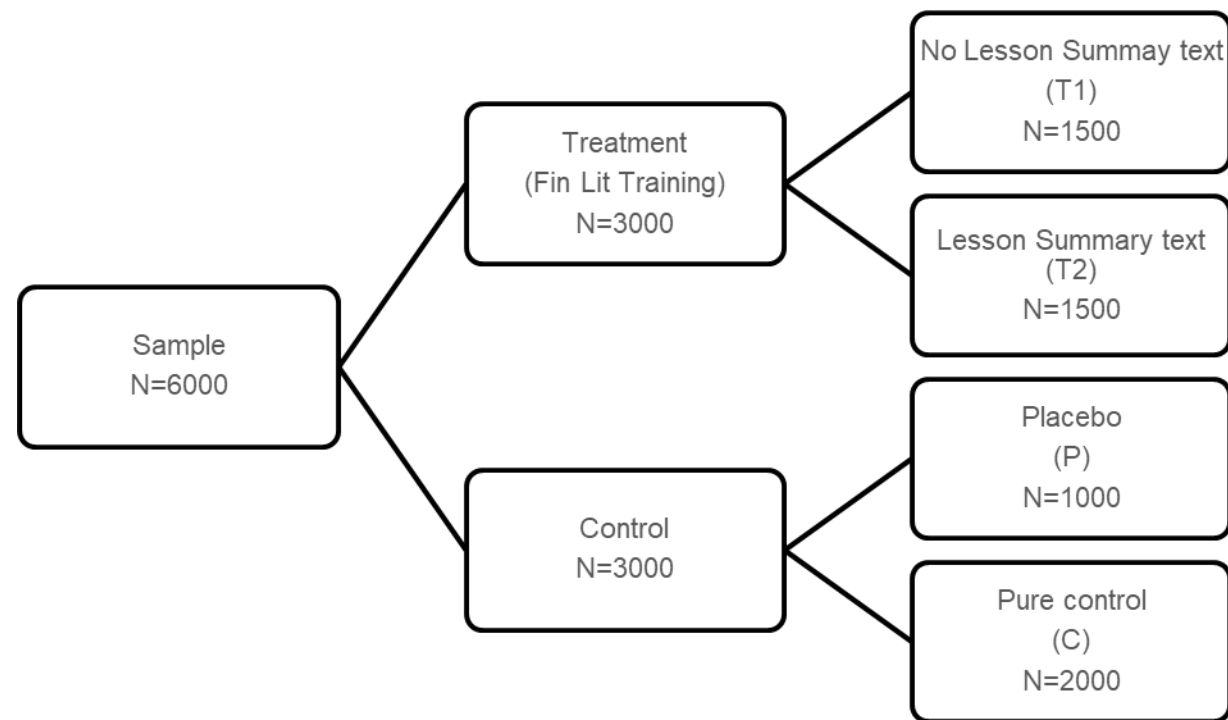 Sample
N=6000
Treatment
(Fin Lit Training)
N=3000
Control
N=3000
No Lesson Summay text
(T1)
N=1500
Lesson Summary text
(T2)
N=1500
Placebo
(P)
N=1000
Pure control
(C)
N=2000